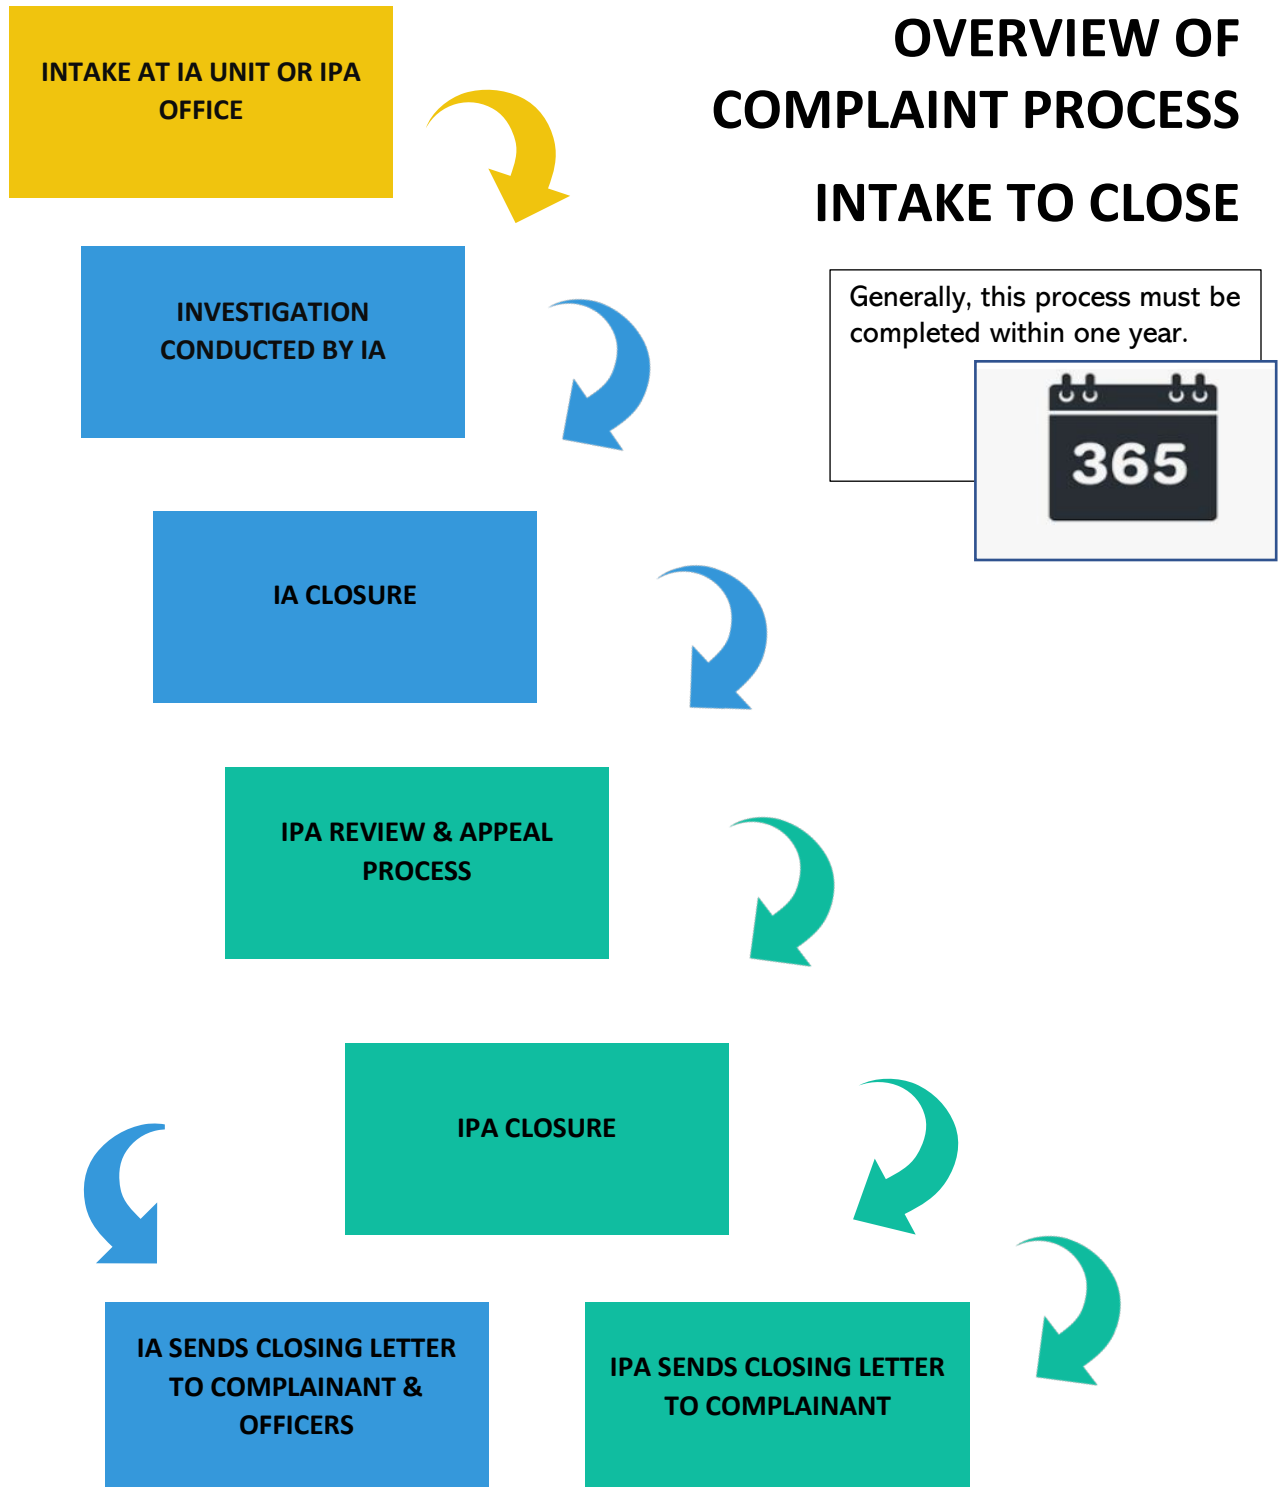 OVERVIEW OF
COMPLAINT PROCESS
INTAKE TO CLOSE
Generally, this process must be
completed within one year.
365
INTAKE AT IA UNIT OR IPA
OFFICE
INVESTIGATION
CONDUCTED BY IA
IA CLOSURE
IPA REVIEW & APPEAL
PROCESS
IPA CLOSURE
IA SENDS CLOSING LETTER
TO COMPLAINANT &
OFFICERS
IPA SENDS CLOSING LETTER
TO COMPLAINANT